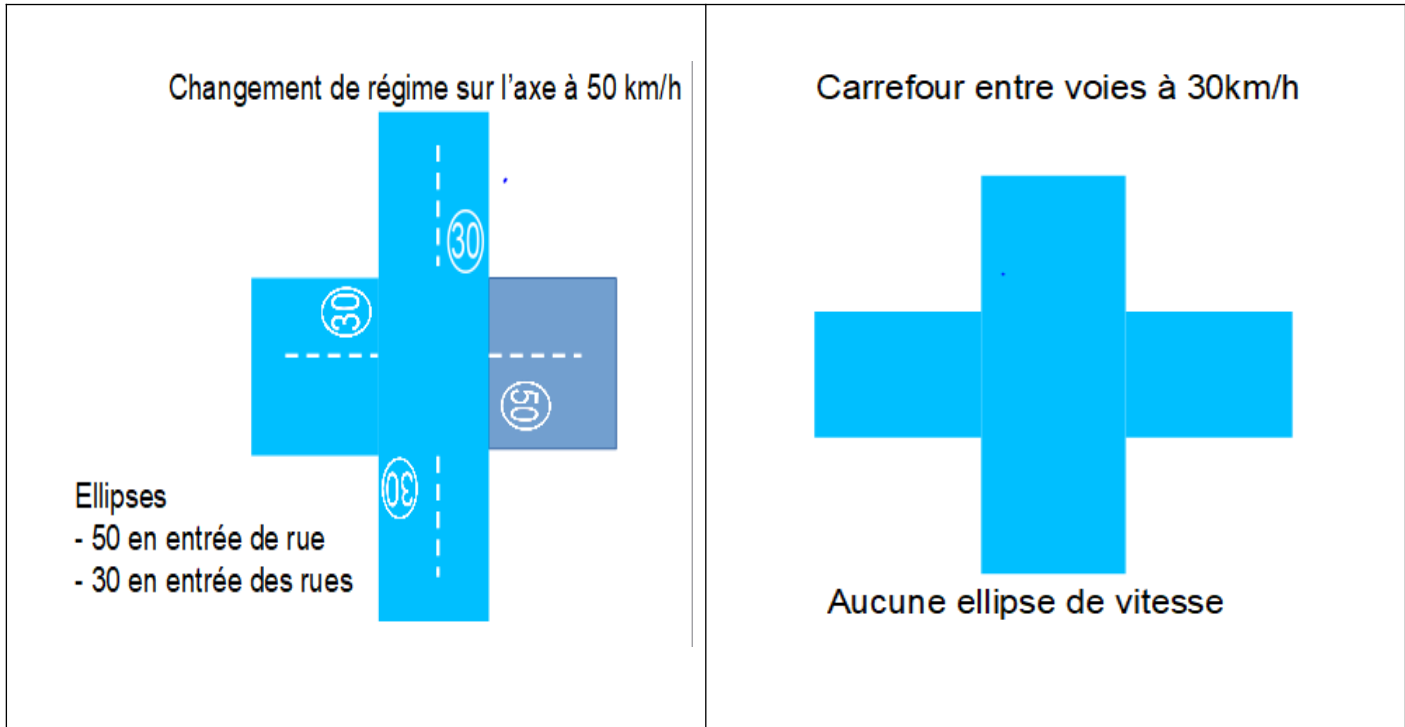 Changement de régime sur l'axe à 50 km/h
30
30
50
30
Ellipses
- 50 en entrée de rue
- 30 en entrée des rues
Carrefour entre voies à 30km/h
Aucune ellipse de vitesse